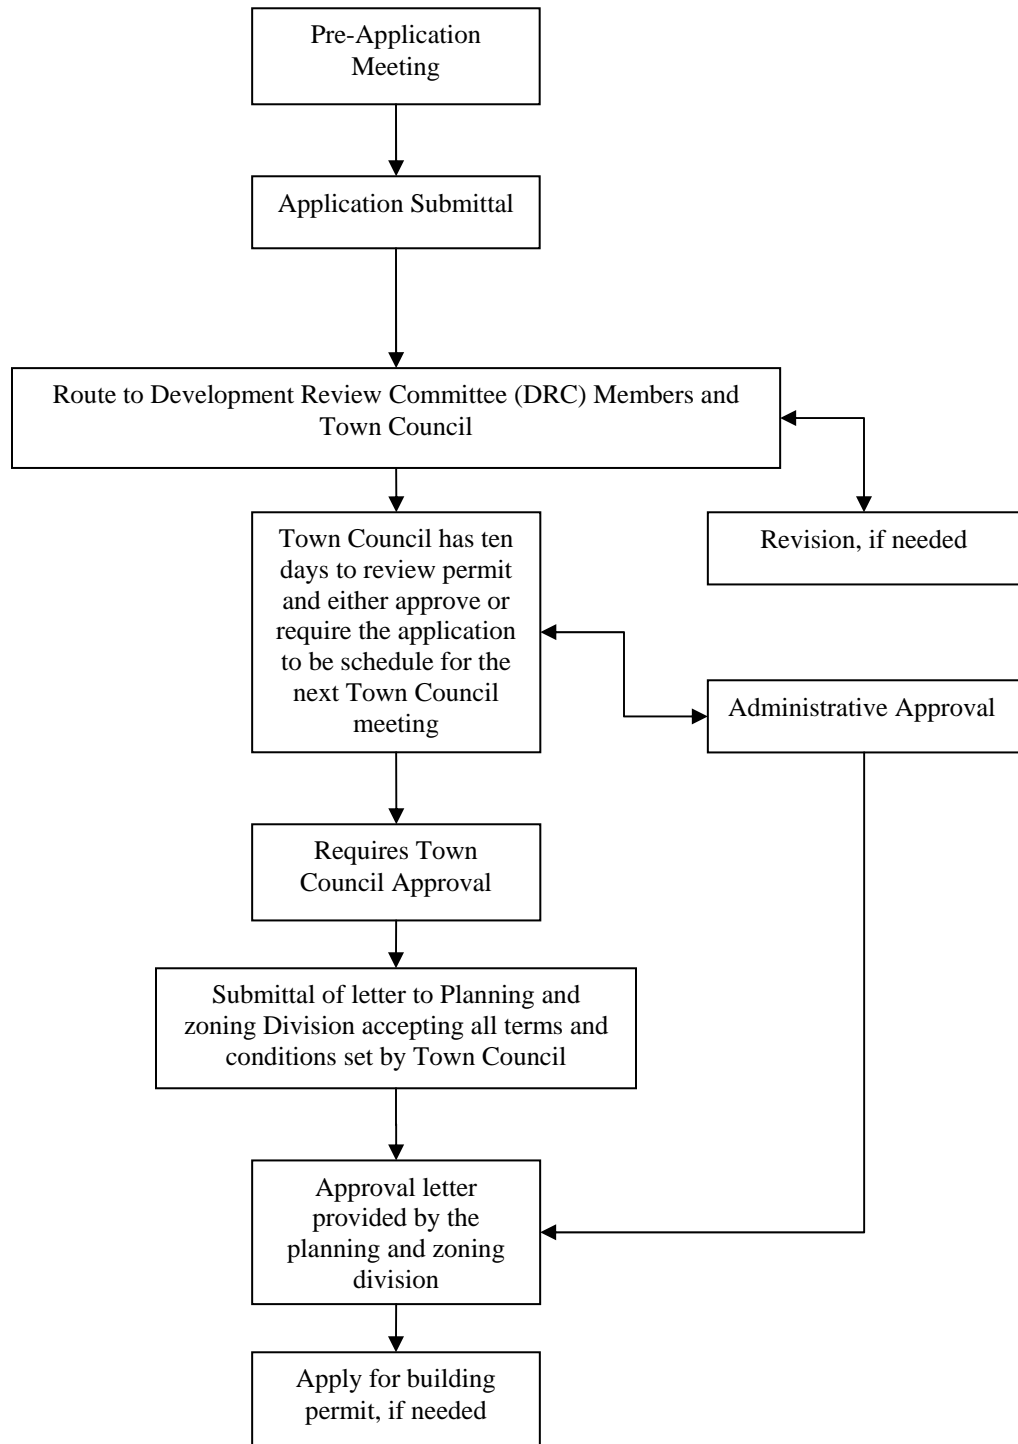 Pre-Application
Meeting
Application Submittal
Route to Development Review Committee (DRC) Members and
Town Council
Town Council has ten
days to review permit
and either approve or
require the application
to be schedule for the
next Town Council
meeting
Revision, if needed
Administrative Approval
Requires Town
Council Approval
Submittal of letter to Planning and
zoning Division accepting all terms and
conditions set by Town Council
Approval letter
provided by the
planning and zoning
division
Apply for building
permit, if needed